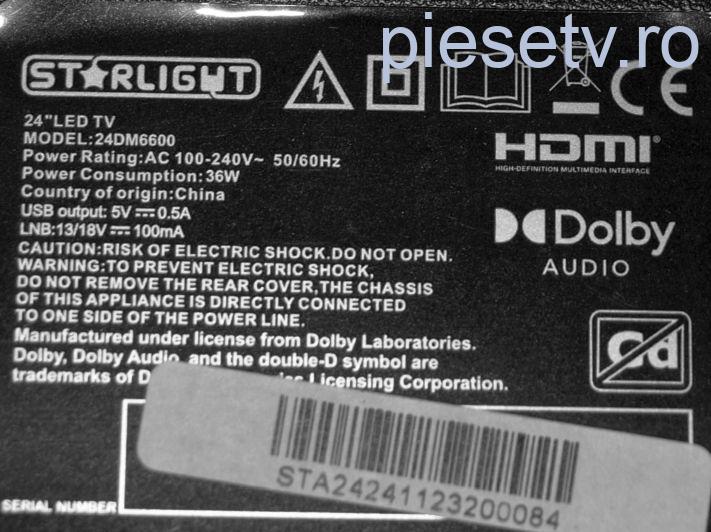 piesetv.ro
STARLIGHT
24"LED TV
MODEL:24DM6600
Power Rating:AC 100-240V~ 50/60Hz
Power Consumption:36W
Country of origin:China
USB output: 5V⎓0.5A
LNB:13/18V⎓100mA
CAUTION:RISK OF ELECTRIC SHOCK.DO NOT OPEN.
WARNING:TO PREVENT ELECTRIC SHOCK,
DO NOT REMOVE THE REAR COVER,THE CHASSIS
OF THIS APPLIANCE IS DIRECTLY CONNECTED
TO ONE SIDE OF THE POWER LINE.
Manufactured under license from Dolby Laboratories.
Dolby, Dolby Audio, and the double-D symbol are
trademarks of Licensing Corporation.
CE
HDMI®
HIGH-DEFINITION MULTIMEDIA INTERFACE
Dolby
AUDIO
Cd
STA24241123200084
SERIAL NUMBER